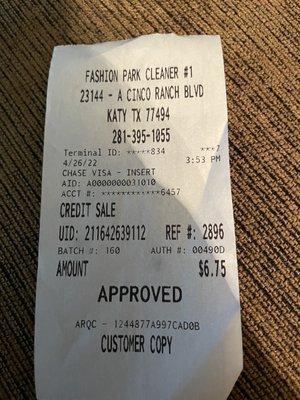 FASHION PARK CLEANER #1
23144 - A CINCO RANCH BLVD
KATY TX 77494
281-395-1055
Terminal ID: *****834 ***7
4/26/22 3:53 PM
CHASE VISA - INSERT
AID: A0000000031010
ACCT #: ************6457
CREDIT SALE
UID: 211642639112 REF #: 2896
BATCH #: 160 AUTH #: 00490D
AMOUNT $6.75
APPROVED
ARQC - 1244877A997CAD0B
CUSTOMER COPY